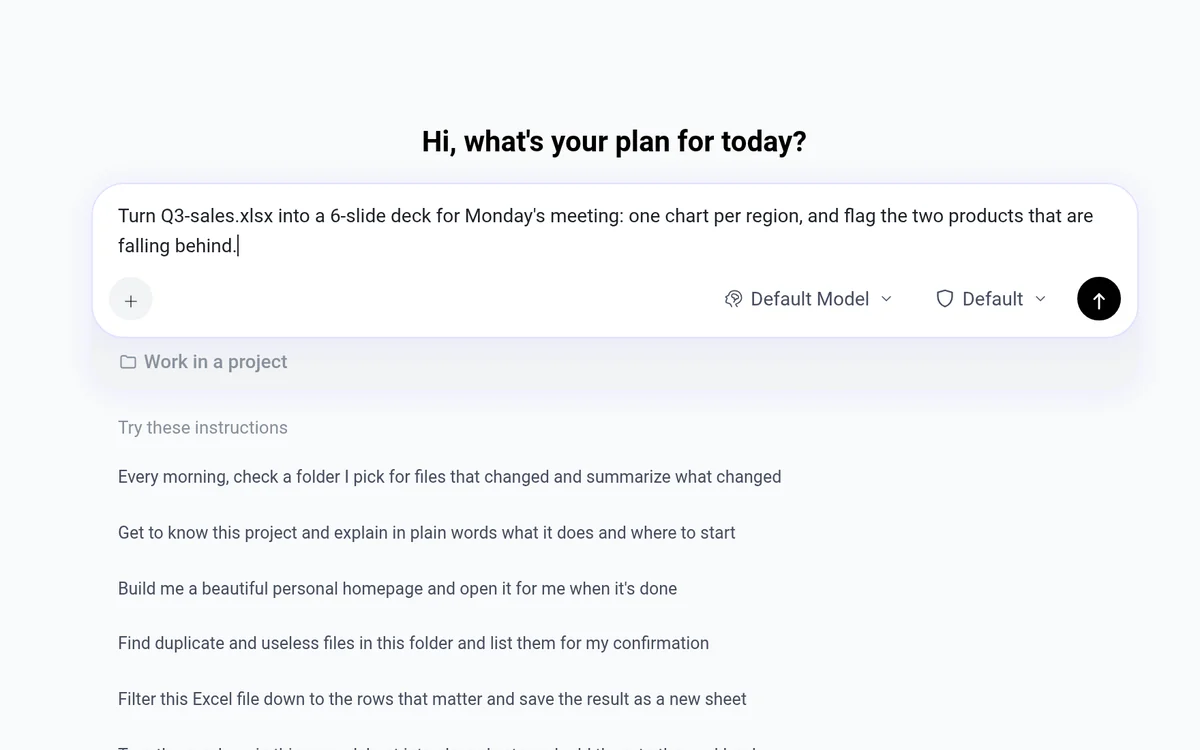 Hi, what's your plan for today?
Turn Q3-sales.xlsx into a 6-slide deck for Monday's meeting: one chart per region, and flag the two products that are
falling behind.
Default Model
Default
Work in a project
Try these instructions
Every morning, check a folder I pick for files that changed and summarize what changed
Get to know this project and explain in plain words what it does and where to start
Build me a beautiful personal homepage and open it for me when it's done
Find duplicate and useless files in this folder and list them for my confirmation
Filter this Excel file down to the rows that matter and save the result as a new sheet